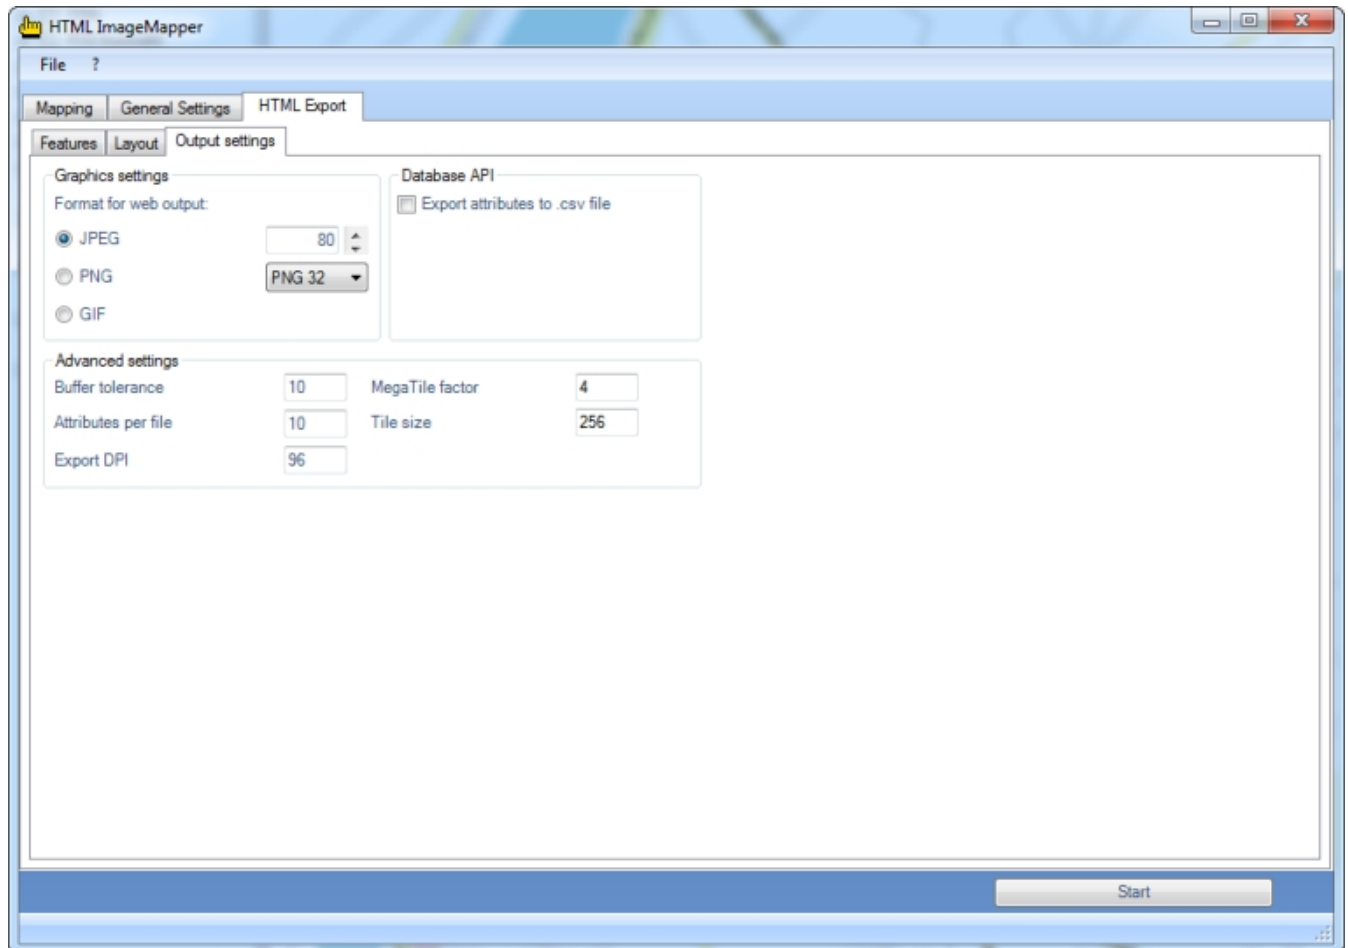 HTML ImageMapper
File ?
Mapping General Settings HTML Export
Features Layout Output settings
Graphics settings
Format for web output:
JPEG 80
PNG PNG 32
GIF
Database API
Export attributes to .csv file
Advanced settings
Buffer tolerance 10 MegaTile factor 4
Attributes per file 10 Tile size 256
Export DPI 96
Start